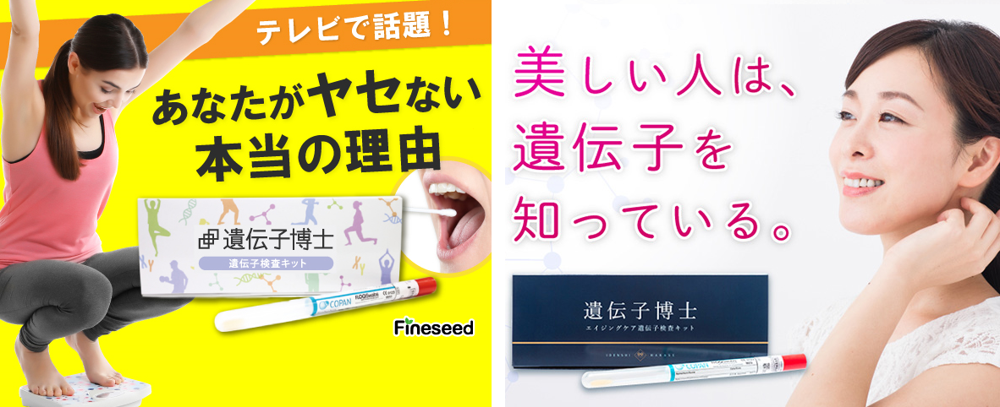 テレビで話題！
あなたがヤセない
本当の理由
遺伝子博士
遺伝子検査キット
COPAN
FLOQSwabs
Fineseed
美しい人は、
遺伝子を
知っている。
遺伝子博士
エイジングケア遺伝子検査キット
IDENSHI HAKASE
COPAN